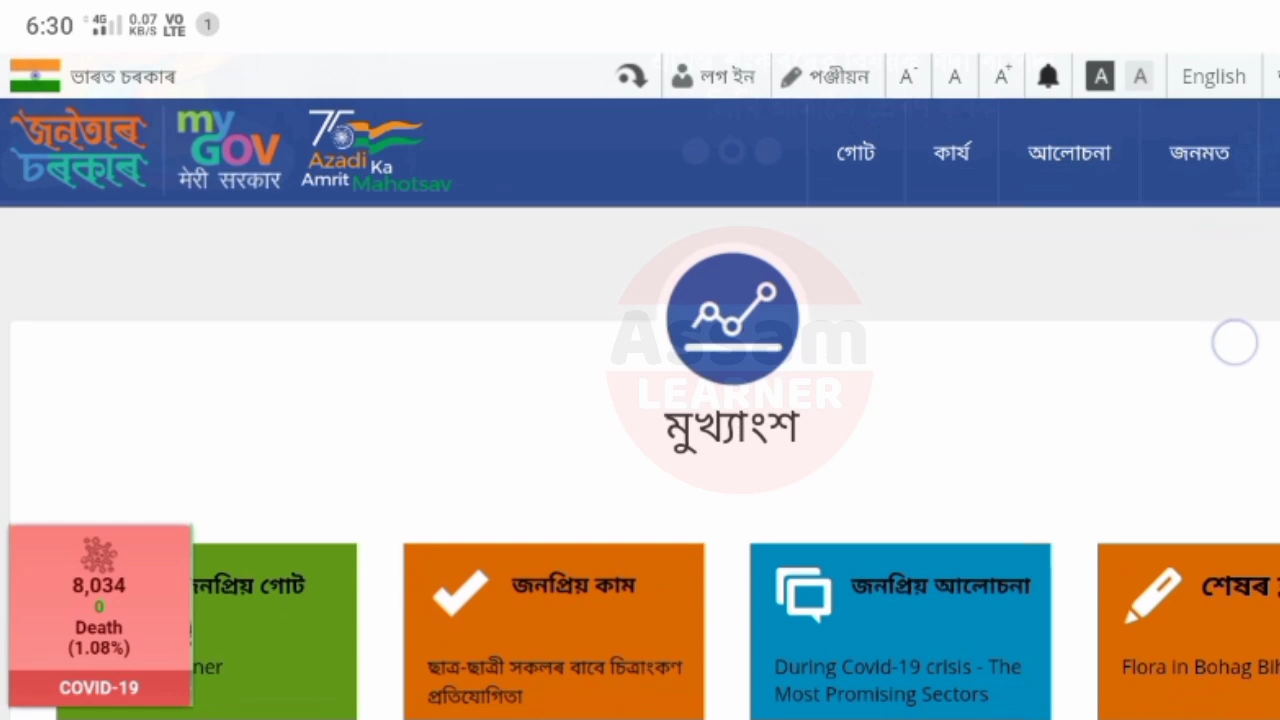 6:30 4G 0.07 KB/S VO LTE 1
ভাৰত চৰকাৰ
লগ ইন
পঞ্জীয়ন
A-
A
A+
A
A
English
জনতাৰ
চৰকাৰ
my
GOV
मेरी सरकार
75
Azadi Ka
Amrit Mahotsav
গোট
কাৰ্য
আলোচনা
জনমত
Assam
LEARNER
মুখ্যাংশ
8,034
0
Death
(1.08%)
COVID-19
জনপ্ৰিয় গোট
ner
জনপ্ৰিয় কাম
ছাত্ৰ-ছাত্ৰী সকলৰ বাবে চিত্ৰাংকণ
প্ৰতিযোগিতা
জনপ্ৰিয় আলোচনা
During Covid-19 crisis - The
Most Promising Sectors
শেষৰ
Flora in Bohag Bih